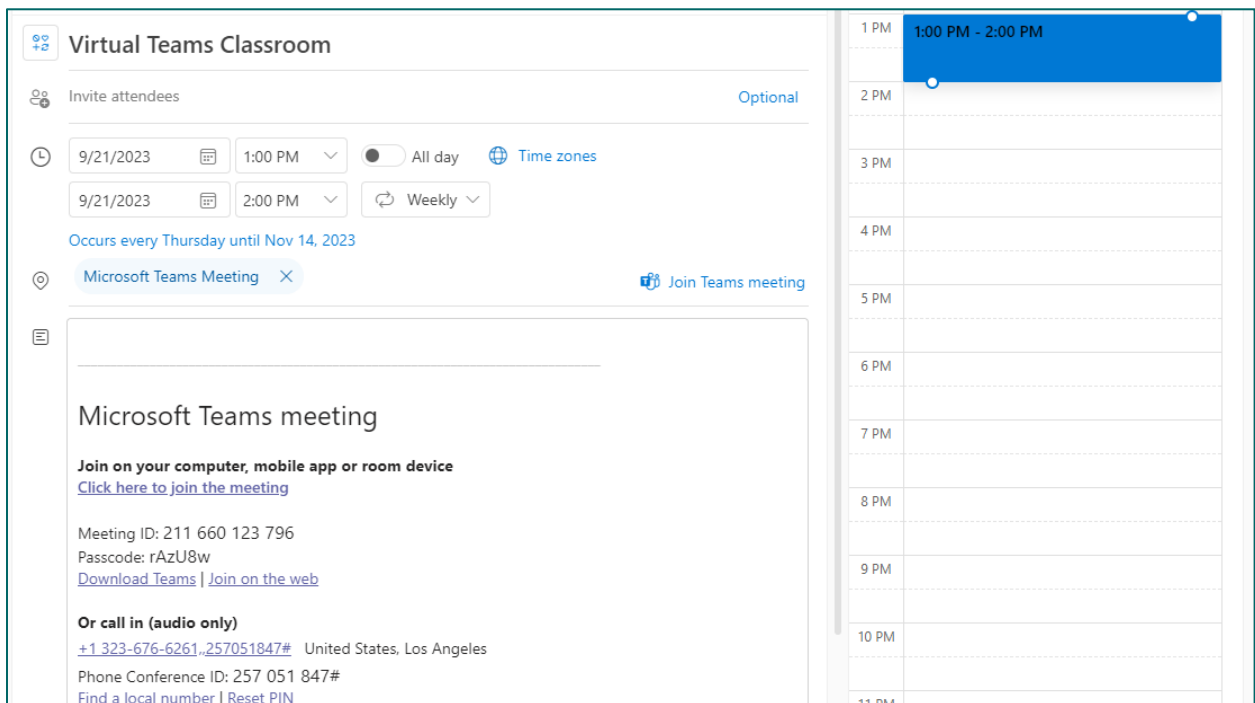 Virtual Teams Classroom
Invite attendees Optional
9/21/2023 1:00 PM All day Time zones
9/21/2023 2:00 PM Weekly
Occurs every Thursday until Nov 14, 2023
Microsoft Teams Meeting Join Teams meeting
Microsoft Teams meeting
Join on your computer, mobile app or room device
Click here to join the meeting
Meeting ID: 211 660 123 796
Passcode: rAzU8w
Download Teams | Join on the web
Or call in (audio only)
+1 323-676-6261,,257051847# United States, Los Angeles
Phone Conference ID: 257 051 847#
Find a local number | Reset PIN
1 PM 1:00 PM - 2:00 PM
2 PM
3 PM
4 PM
5 PM
6 PM
7 PM
8 PM
9 PM
10 PM
11 PM